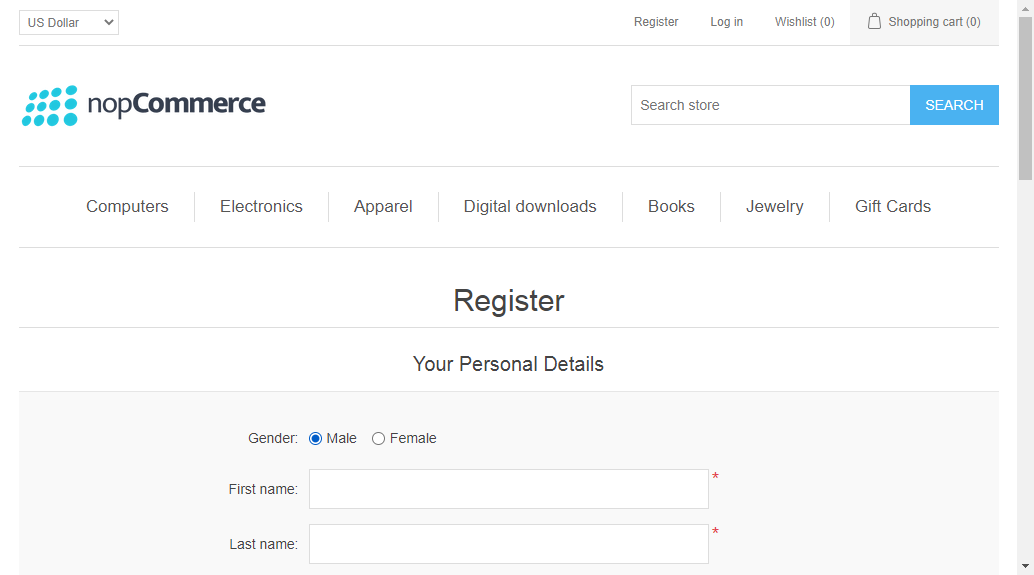 US Dollar Register Log in Wishlist (0) Shopping cart (0)
nopCommerce Search store SEARCH
Computers Electronics Apparel Digital downloads Books Jewelry Gift Cards
Register
Your Personal Details
Gender: Male Female
First name: *
Last name: *